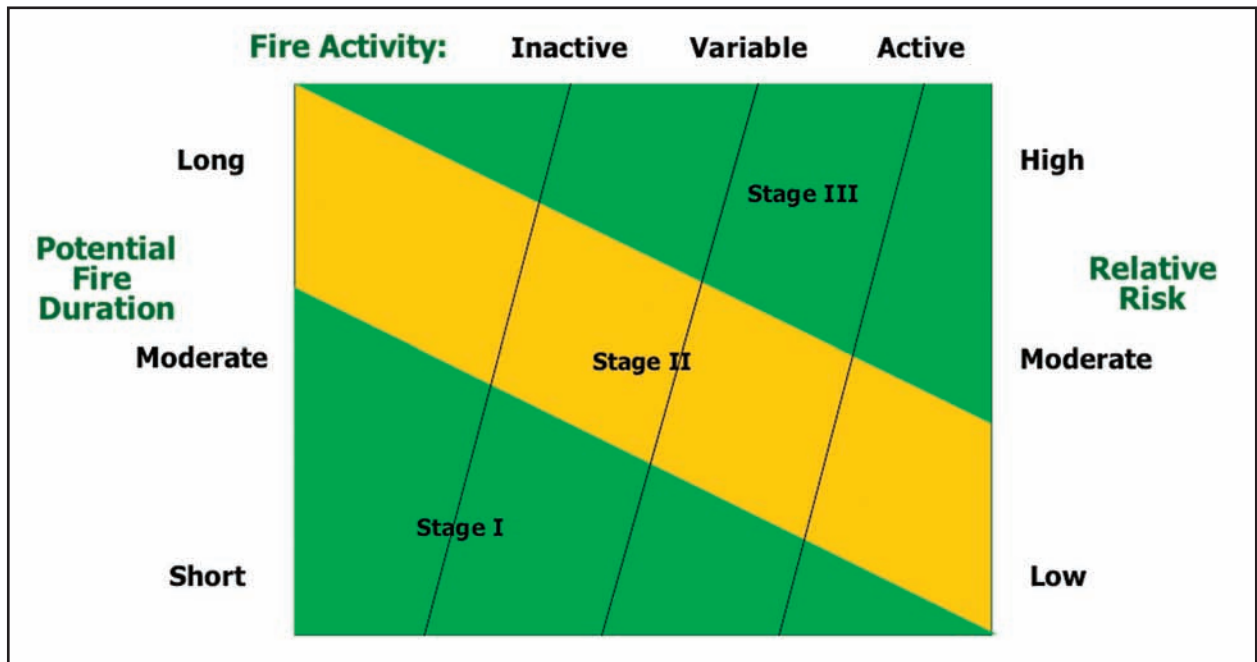 Fire Activity: Inactive Variable Active
Long
High
Stage III
Potential
Fire
Duration
Relative
Risk
Moderate
Stage II
Moderate
Stage I
Short
Low